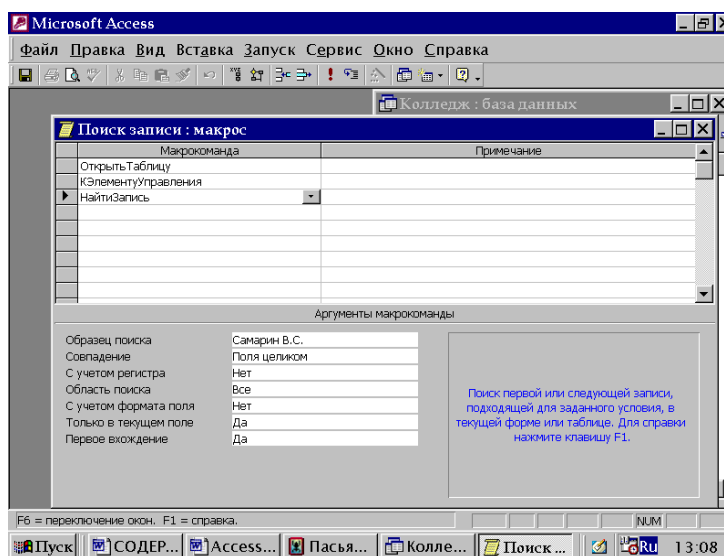 Microsoft Access
Файл Правка Вид Вставка Запуск Сервис Окно Справка
Колледж : база данных
Поиск записи : макрос
Макрокоманда Примечание
ОткрытьТаблицу
КЭлементуУправления
НайтиЗапись
Аргументы макрокоманды
Образец поиска Самарин В.С.
Совпадение Поля целиком
С учетом регистра Нет
Область поиска Все
С учетом формата поля Нет
Только в текущем поле Да
Первое вхождение Да
Поиск первой или следующей записи,
подходящей для заданного условия, в
текущей форме или таблице. Для справки
нажмите клавишу F1.
F6 = переключение окон. F1 = справка. NUM
Пуск СОДЕР... Access... Пасья... Колле... Поиск ... Ru 13:08